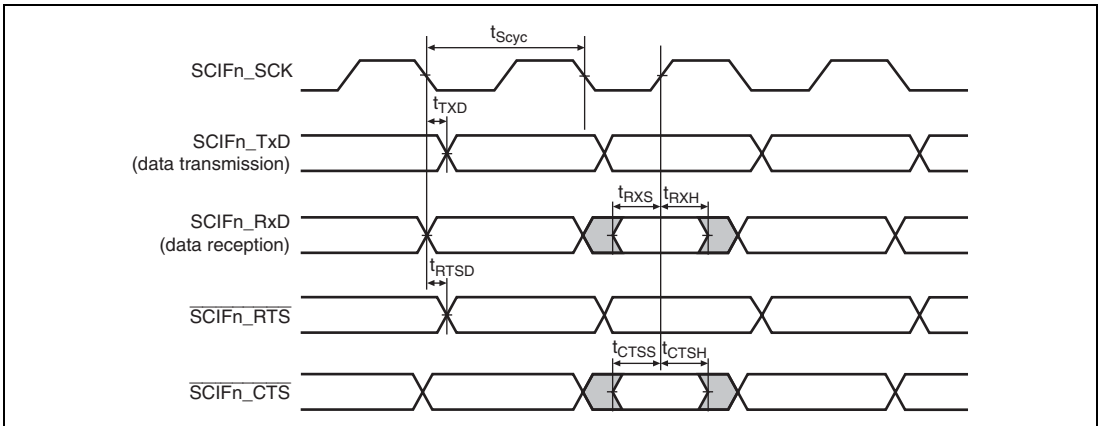 tScyc
SCIFn_SCK
tTXD
SCIFn_TxD
(data transmission)
tRXS tRXH
SCIFn_RxD
(data reception)
tRTSD
SCIFn_RTS
tCTSS tCTSH
SCIFn_CTS